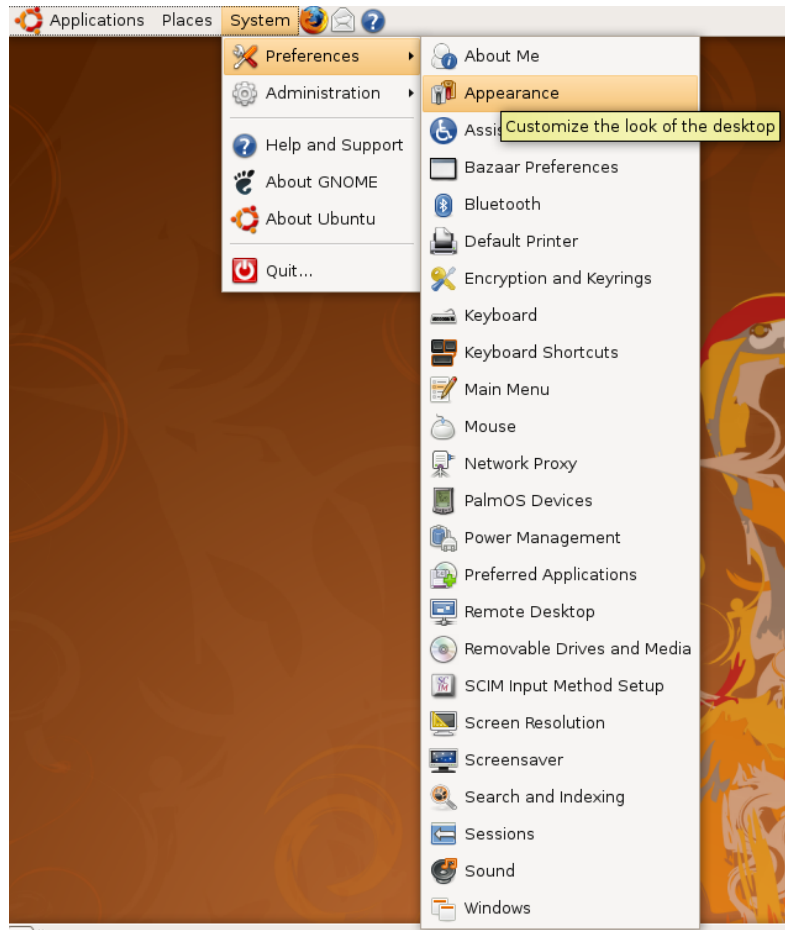 Applications Places System
Preferences
Administration
Help and Support
About GNOME
About Ubuntu
Quit...
About Me
Appearance
Customize the look of the desktop
Assis
Bazaar Preferences
Bluetooth
Default Printer
Encryption and Keyrings
Keyboard
Keyboard Shortcuts
Main Menu
Mouse
Network Proxy
PalmOS Devices
Power Management
Preferred Applications
Remote Desktop
Removable Drives and Media
SCIM Input Method Setup
Screen Resolution
Screensaver
Search and Indexing
Sessions
Sound
Windows